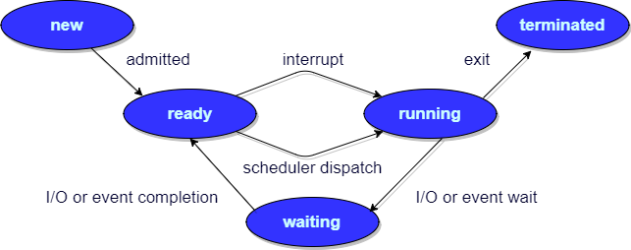 new
terminated
admitted
interrupt
exit
ready
running
scheduler dispatch
I/O or event completion
I/O or event wait
waiting